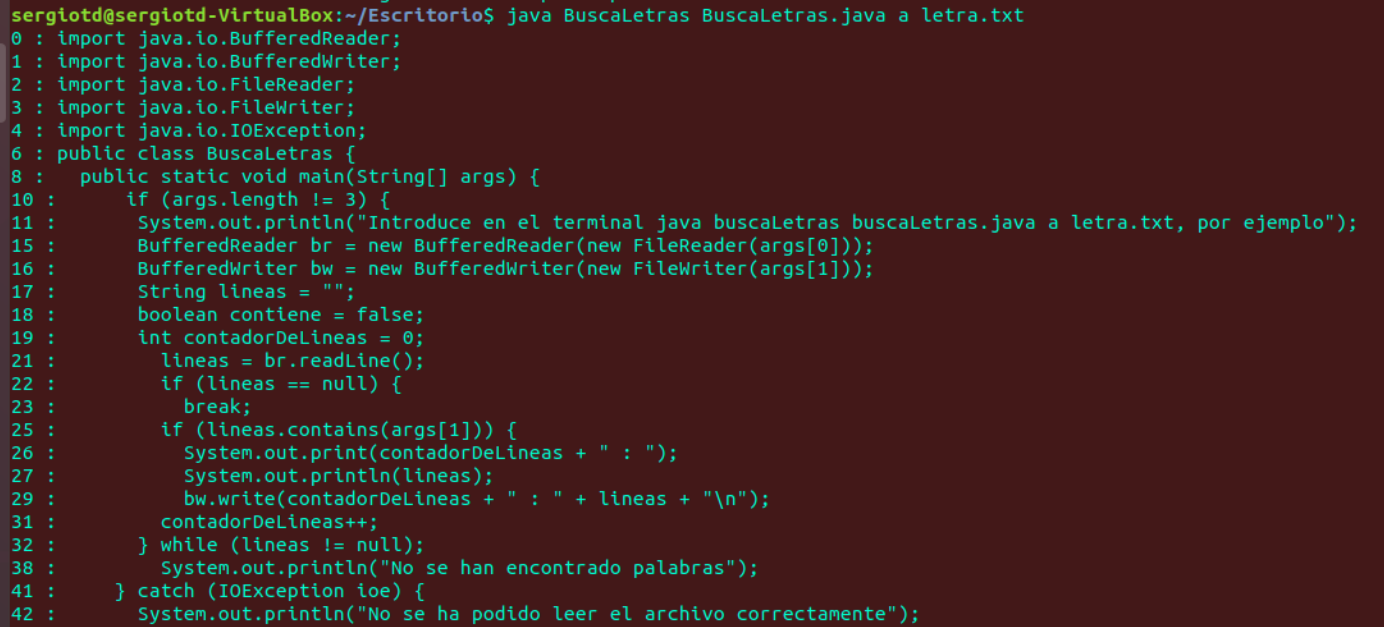 sergiotd@sergiotd-VirtualBox:~/Escritorio$ java BuscaLetras BuscaLetras.java a letra.txt
0 : import java.io.BufferedReader;
1 : import java.io.BufferedWriter;
2 : import java.io.FileReader;
3 : import java.io.FileWriter;
4 : import java.io.IOException;
6 : public class BuscaLetras {
8 :   public static void main(String[] args) {
10 :      if (args.length != 3) {
11 :       System.out.println("Introduce en el terminal java buscaLetras buscaLetras.java a letra.txt, por ejemplo");
15 :       BufferedReader br = new BufferedReader(new FileReader(args[0]));
16 :       BufferedWriter bw = new BufferedWriter(new FileWriter(args[1]));
17 :       String lineas = "";
18 :       boolean contiene = false;
19 :       int contadorDeLineas = 0;
21 :         lineas = br.readLine();
22 :         if (lineas == null) {
23 :           break;
25 :         if (lineas.contains(args[1])) {
26 :           System.out.print(contadorDeLineas + " : ");
27 :           System.out.println(lineas);
29 :           bw.write(contadorDeLineas + " : " + lineas + "\n");
31 :         contadorDeLineas++;
32 :       } while (lineas != null);
38 :         System.out.println("No se han encontrado palabras");
41 :     } catch (IOException ioe) {
42 :       System.out.println("No se ha podido leer el archivo correctamente");